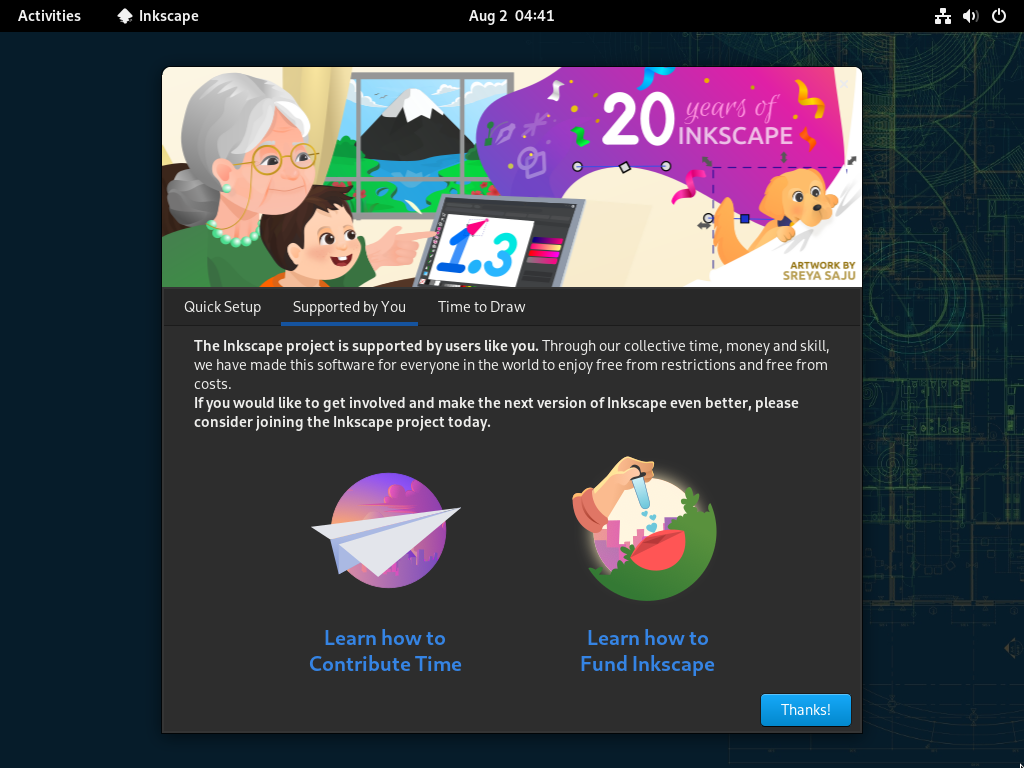 Activities
Inkscape
Aug 2 04:41
20 years of
INKSCAPE
1.3
ARTWORK BY
SREYA SAJU
Quick Setup
Supported by You
Time to Draw
The Inkscape project is supported by users like you. Through our collective time, money and skill,
we have made this software for everyone in the world to enjoy free from restrictions and free from
costs.
If you would like to get involved and make the next version of Inkscape even better, please
consider joining the Inkscape project today.
Learn how to
Contribute Time
Learn how to
Fund Inkscape
Thanks!